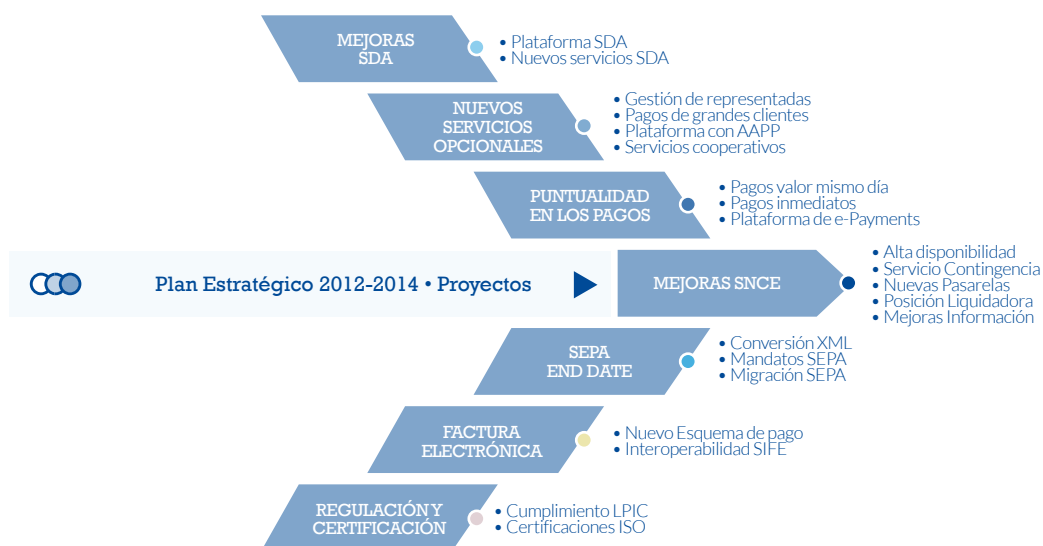 MEJORAS
SDA
• Plataforma SDA
• Nuevos servicios SDA
NUEVOS
SERVICIOS
OPCIONALES
• Gestión de representadas
• Pagos de grandes clientes
• Plataforma con AAPP
• Servicios cooperativos
PUNTUALIDAD
EN LOS PAGOS
• Pagos valor mismo día
• Pagos inmediatos
• Plataforma de e-Payments
Plan Estratégico 2012-2014 • Proyectos
MEJORAS SNCE
• Alta disponibilidad
• Servicio Contingencia
• Nuevas Pasarelas
• Posición Liquidadora
• Mejoras Información
SEPA
END DATE
• Conversión XML
• Mandatos SEPA
• Migración SEPA
FACTURA
ELECTRÓNICA
• Nuevo Esquema de pago
• Interoperabilidad SIFE
REGULACIÓN Y
CERTIFICACIÓN
• Cumplimiento LPIC
• Certificaciones ISO